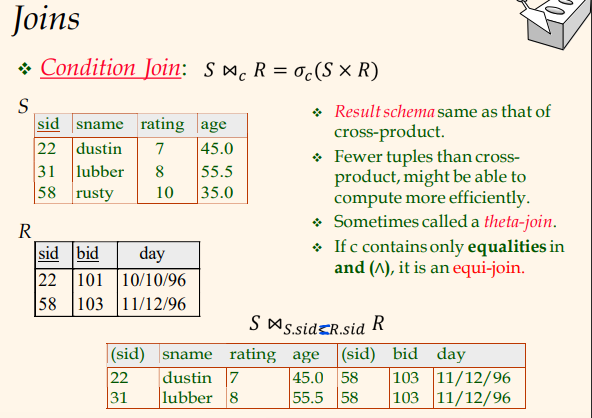 Joins
❖ Condition Join: S ⋈c R = σc(S × R)
S
sid sname rating age
22 dustin 7 45.0
31 lubber 8 55.5
58 rusty 10 35.0
R
sid bid day
22 101 10/10/96
58 103 11/12/96
❖ Result schema same as that of
cross-product.
❖ Fewer tuples than cross-
product, might be able to
compute more efficiently.
❖ Sometimes called a theta-join.
❖ If c contains only equalities in
and (∧), it is an equi-join.
S ⋈S.sid<R.sid R
(sid) sname rating age (sid) bid day
22 dustin 7 45.0 58 103 11/12/96
31 lubber 8 55.5 58 103 11/12/96